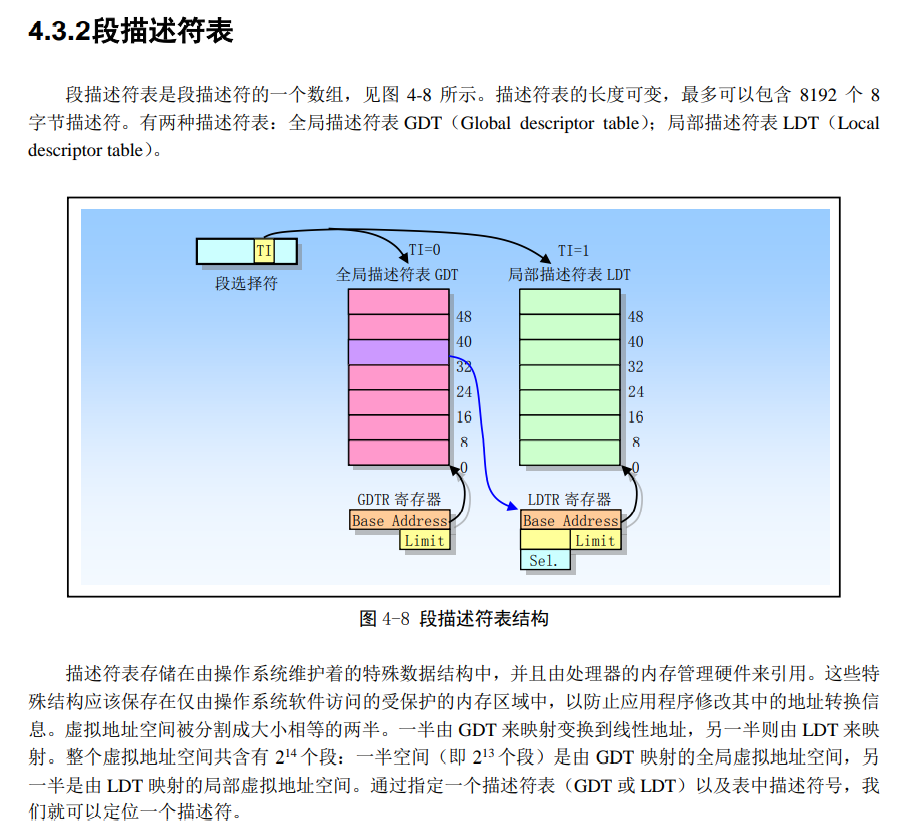 4.3.2段描述符表
段描述符表是段描述符的一个数组，见图 4-8 所示。描述符表的长度可变，最多可以包含 8192 个 8
字节描述符。有两种描述符表：全局描述符表 GDT（Global descriptor table）；局部描述符表 LDT（Local
descriptor table）。
TI
段选择符
TI=0
TI=1
全局描述符表 GDT
局部描述符表 LDT
48
40
32
24
16
8
0
48
40
32
24
16
8
0
GDTR 寄存器
Base Address
Limit
LDTR 寄存器
Base Address
Limit
Sel.
图 4-8 段描述符表结构
描述符表存储在由操作系统维护着的特殊数据结构中，并且由处理器的内存管理硬件来引用。这些特
殊结构应该保存在仅由操作系统软件访问的受保护的内存区域中，以防止应用程序修改其中的地址转换信
息。虚拟地址空间被分割成大小相等的两半。一半由 GDT 来映射变换到线性地址，另一半则由 LDT 来映
射。整个虚拟地址空间共含有 2¹⁴ 个段：一半空间（即 2¹³ 个段）是由 GDT 映射的全局虚拟地址空间，另
一半是由 LDT 映射的局部虚拟地址空间。通过指定一个描述符表（GDT 或 LDT）以及表中描述符号，我
们就可以定位一个描述符。